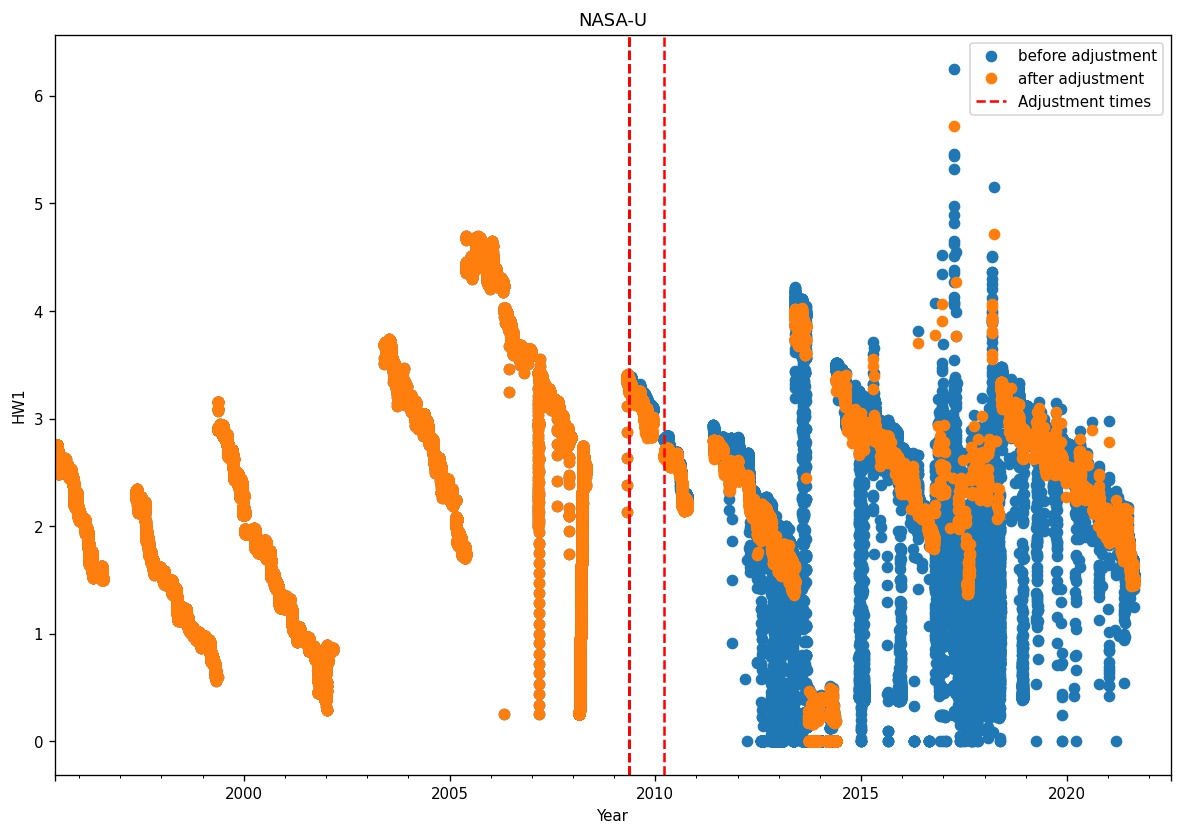 NASA-U
before adjustment
after adjustment
Adjustment times
HW1
6
5
4
3
2
1
0
2000 2005 2010 2015 2020
Year